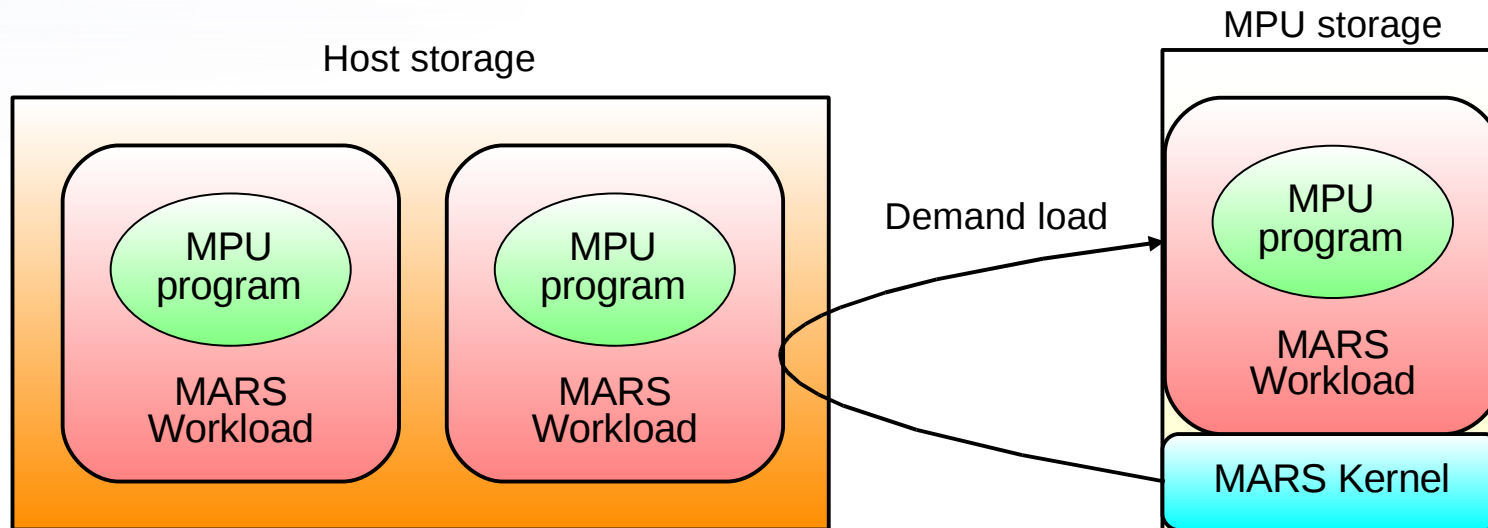 Host storage
MPU
program
MARS
Workload
MPU
program
MARS
Workload
Demand load
MPU storage
MPU
program
MARS
Workload
MARS Kernel